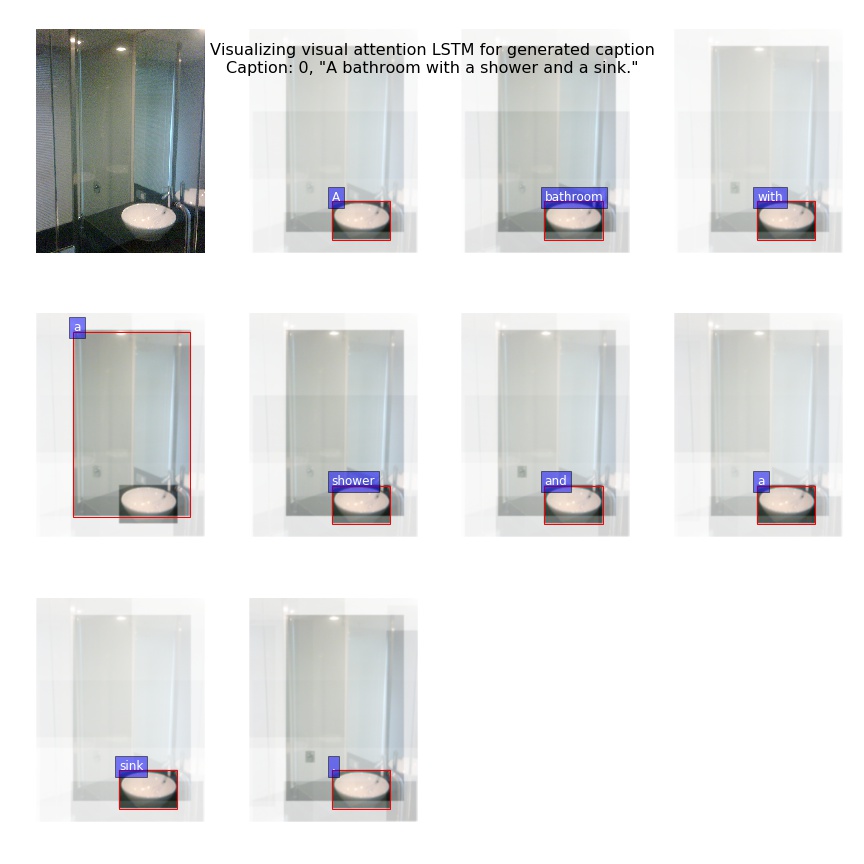 Visualizing visual attention LSTM for generated caption
Caption: 0, "A bathroom with a shower and a sink."
A
bathroom
with
a
shower
and
a
sink
.